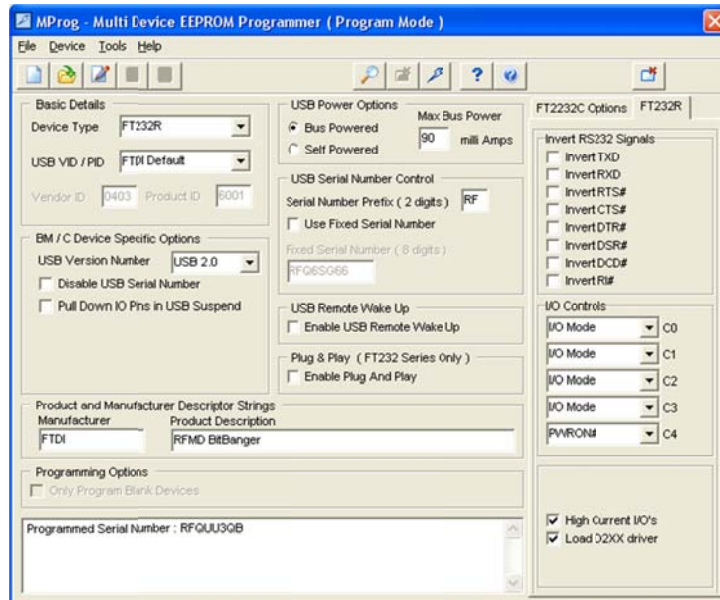 MProg - Multi Device EEPROM Programmer ( Program Mode )
File Device Tools Help
Basic Details
Device Type FT232R
USB VID / PID FTDI Default
Vendor ID 0403 Product ID 6001
BM / C Device Specific Options
USB Version Number USB 2.0
Disable USB Serial Number
Pull Down IO Pins in USB Suspend
USB Power Options
Bus Powered
Self Powered
Max Bus Power
90 milli Amps
USB Serial Number Control
Serial Number Prefix ( 2 digits ) RF
Use Fixed Serial Number
Fixed Serial Number ( 8 digits )
RFQ6SG66
USB Remote Wake Up
Enable USB Remote WakeUp
Plug & Play ( FT232 Series Only )
Enable Plug And Play
Product and Manufacturer Descriptor Strings
Manufacturer Product Description
FTDI RFMD BitBanger
Programming Options
Only Program Blank Devices
Programmed Serial Number : RFQUU3QB
FT2232C Options FT232R
Invert RS232 Signals
Invert TXD
Invert RXD
Invert RTS#
Invert CTS#
Invert DTR#
Invert DSR#
Invert DCD#
Invert RI#
I/O Controls
I/O Mode C0
I/O Mode C1
I/O Mode C2
I/O Mode C3
PWRON# C4
High Current I/O's
Load D2XX driver